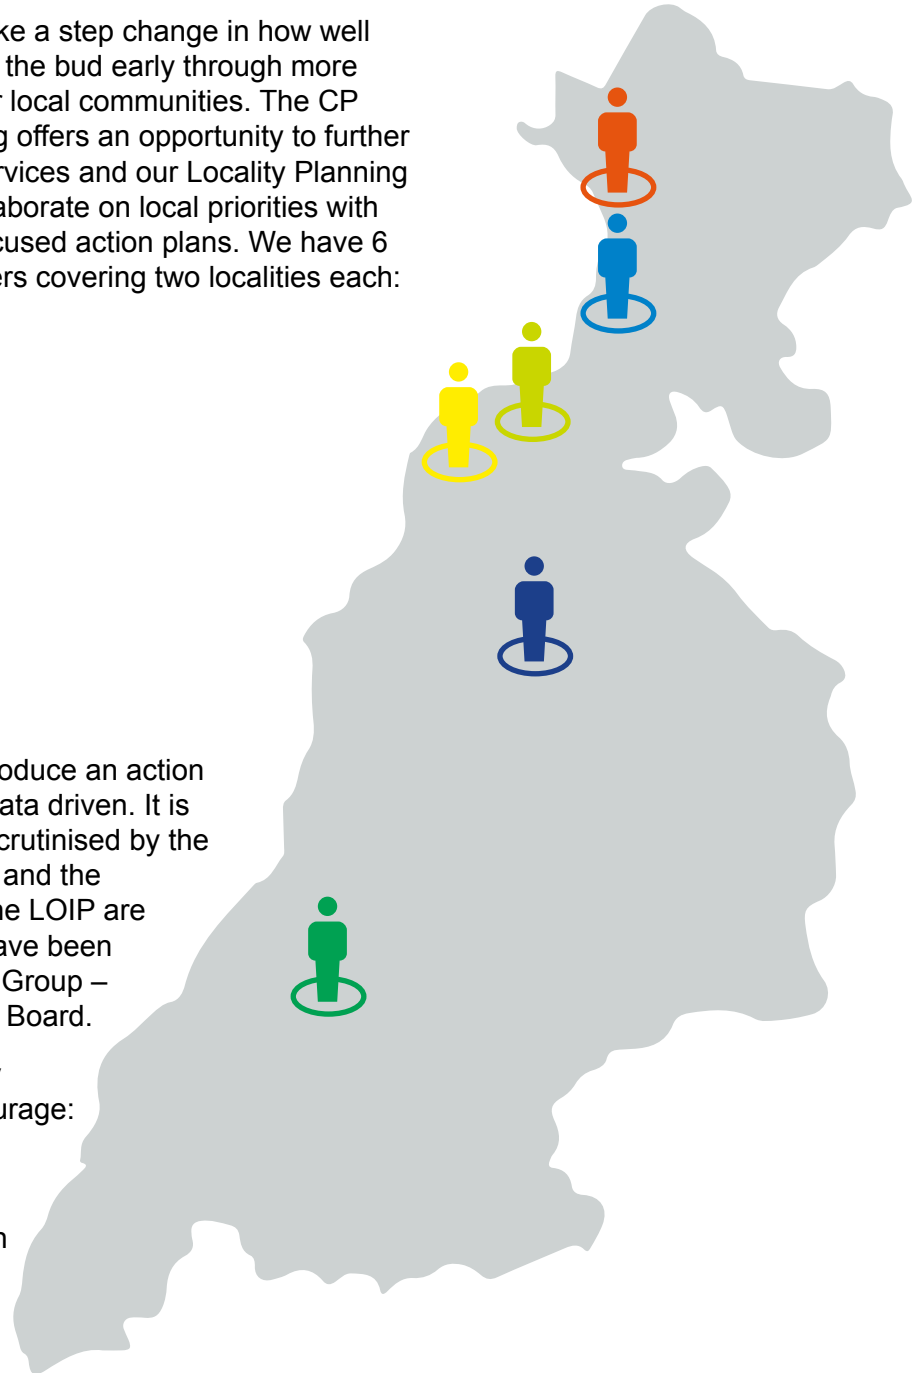 ke a step change in how well
the bud early through more
r local communities. The CP
g offers an opportunity to further
rvices and our Locality Planning
aborate on local priorities with
cused action plans. We have 6
ers covering two localities each:
oduce an action
ata driven. It is
crutinised by the
and the
ne LOIP are
ave been
Group –
Board.
urage:
n